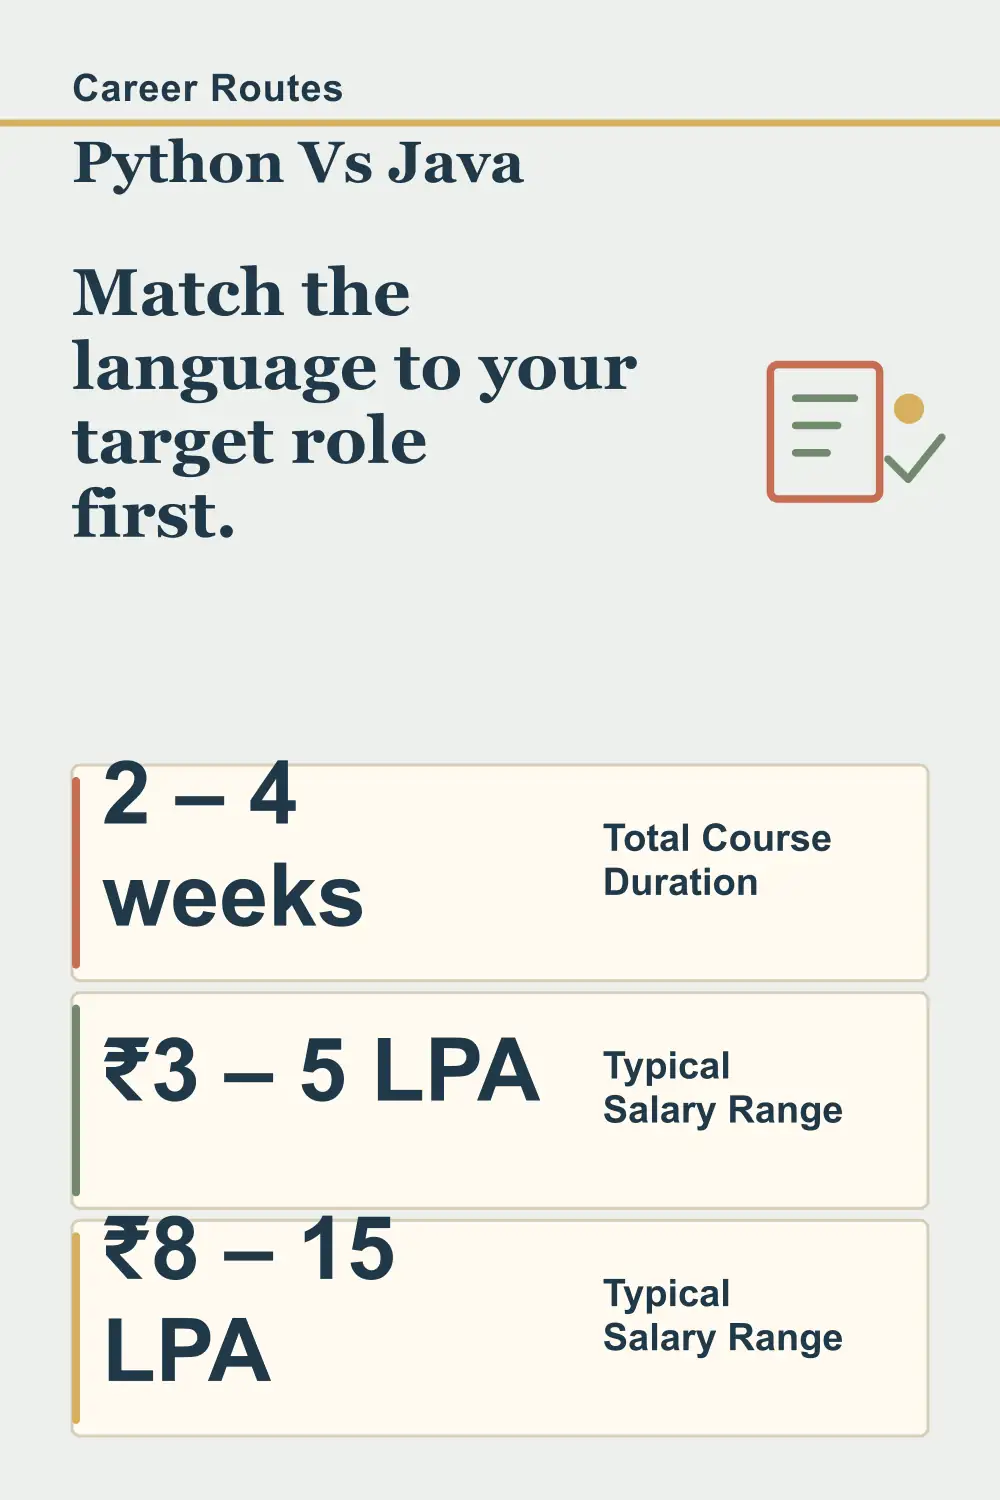 Career Routes
Python Vs Java
Match the
language to your
target role
first.
2 – 4
weeks
Total Course
Duration
₹3 – 5 LPA
Typical
Salary Range
₹8 – 15
LPA
Typical
Salary Range